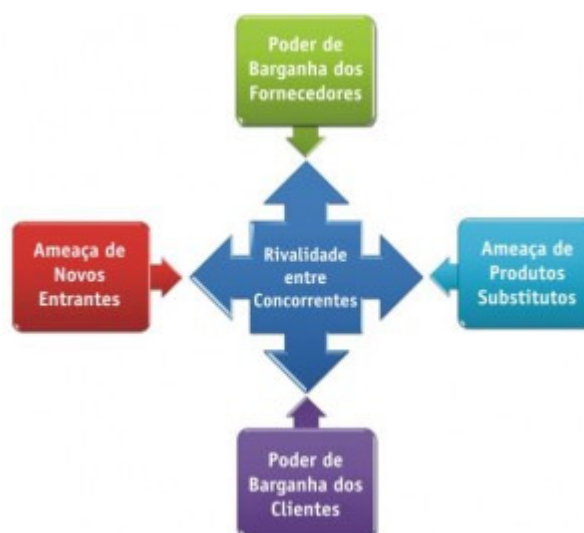 Poder de
Barganha dos
Fornecedores
Ameaça de
Novos
Entrantes
Rivalidade
entre
Concorrentes
Ameaça de
Produtos
Substitutos
Poder de
Barganha dos
Clientes